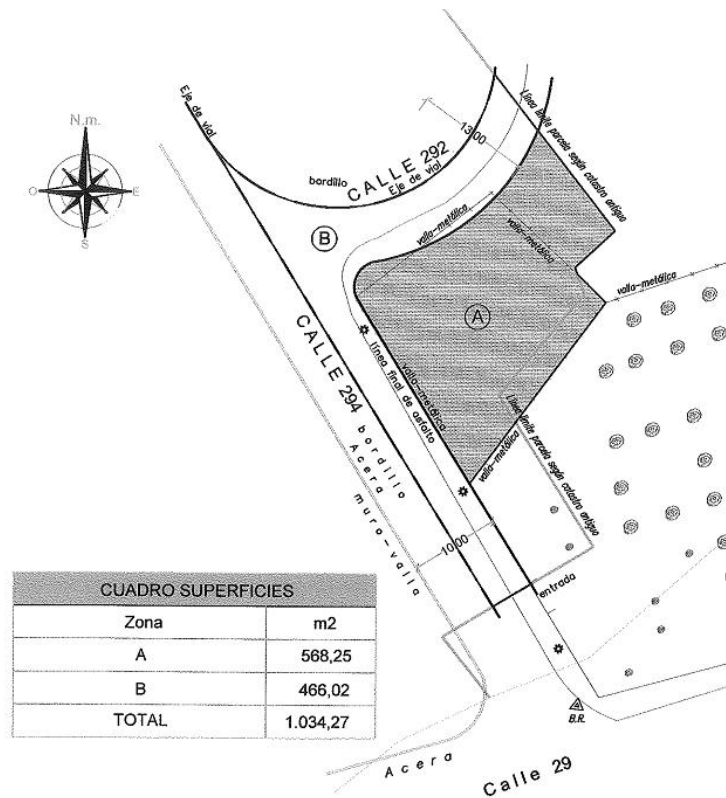 N.m.
O
E
S
Eje de vial
bordillo
CALLE 292
Eje de vial
13,00
Línea límite parcela según catastro antiguo
B
valla-metálica
valla-metálica
valla-metálica
A
CALLE 294
valla-metálica
línea final de asfalto
bordillo
Acera
muro-valla
valla-metálica
Línea límite parcela según catastro antiguo
10,00
entrada
CUADRO SUPERFICIES
Zona m2
A 568,25
B 466,02
TOTAL 1.034,27
B.R.
Acera
Calle 29